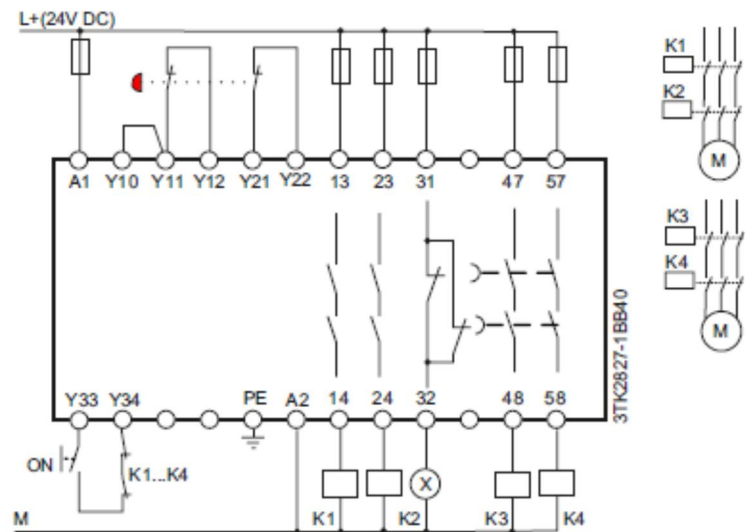 L+(24V DC)
A1 Y10 Y11 Y12 Y21 Y22 13 23 31 47 57
Y33 Y34 PE A2 14 24 32 48 58
3TK2827-1BB40
ON
K1...K4
K1 X K2 K3 K4
M
K1
K2
M
K3
K4
M